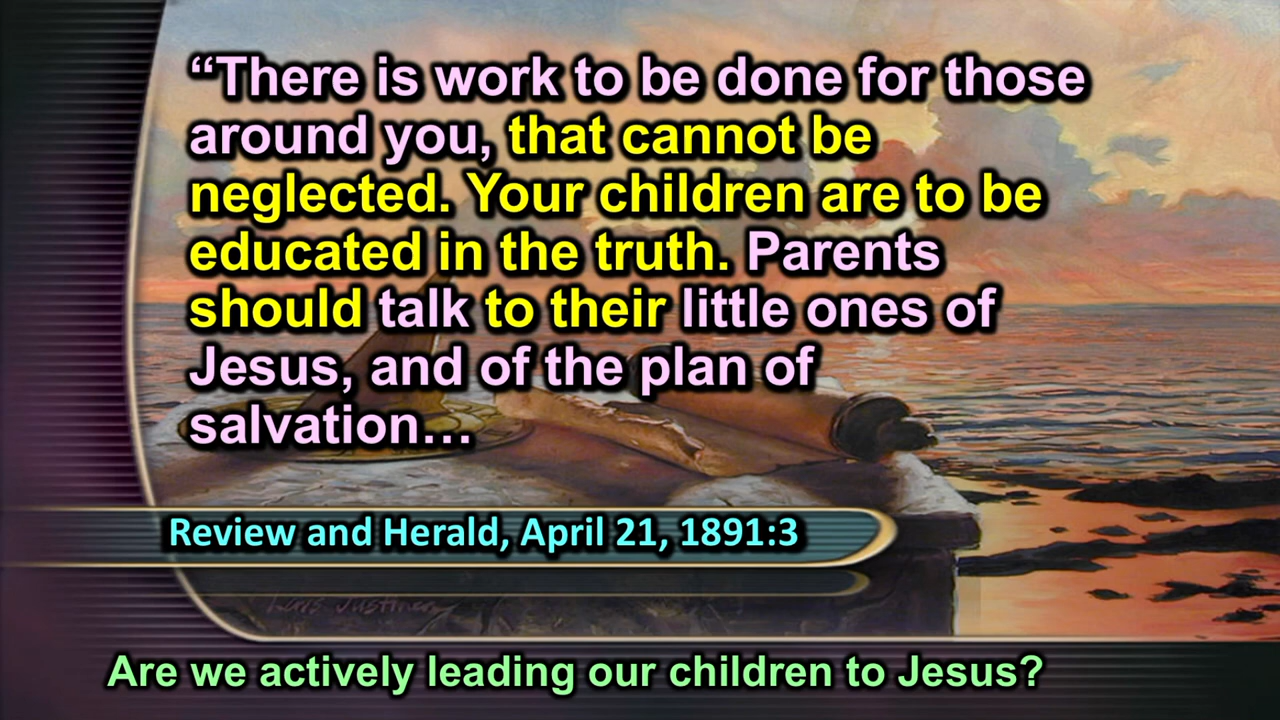 “There is work to be done for those
around you, that cannot be
neglected. Your children are to be
educated in the truth. Parents
should talk to their little ones of
Jesus, and of the plan of
salvation…
Review and Herald, April 21, 1891:3
Are we actively leading our children to Jesus?